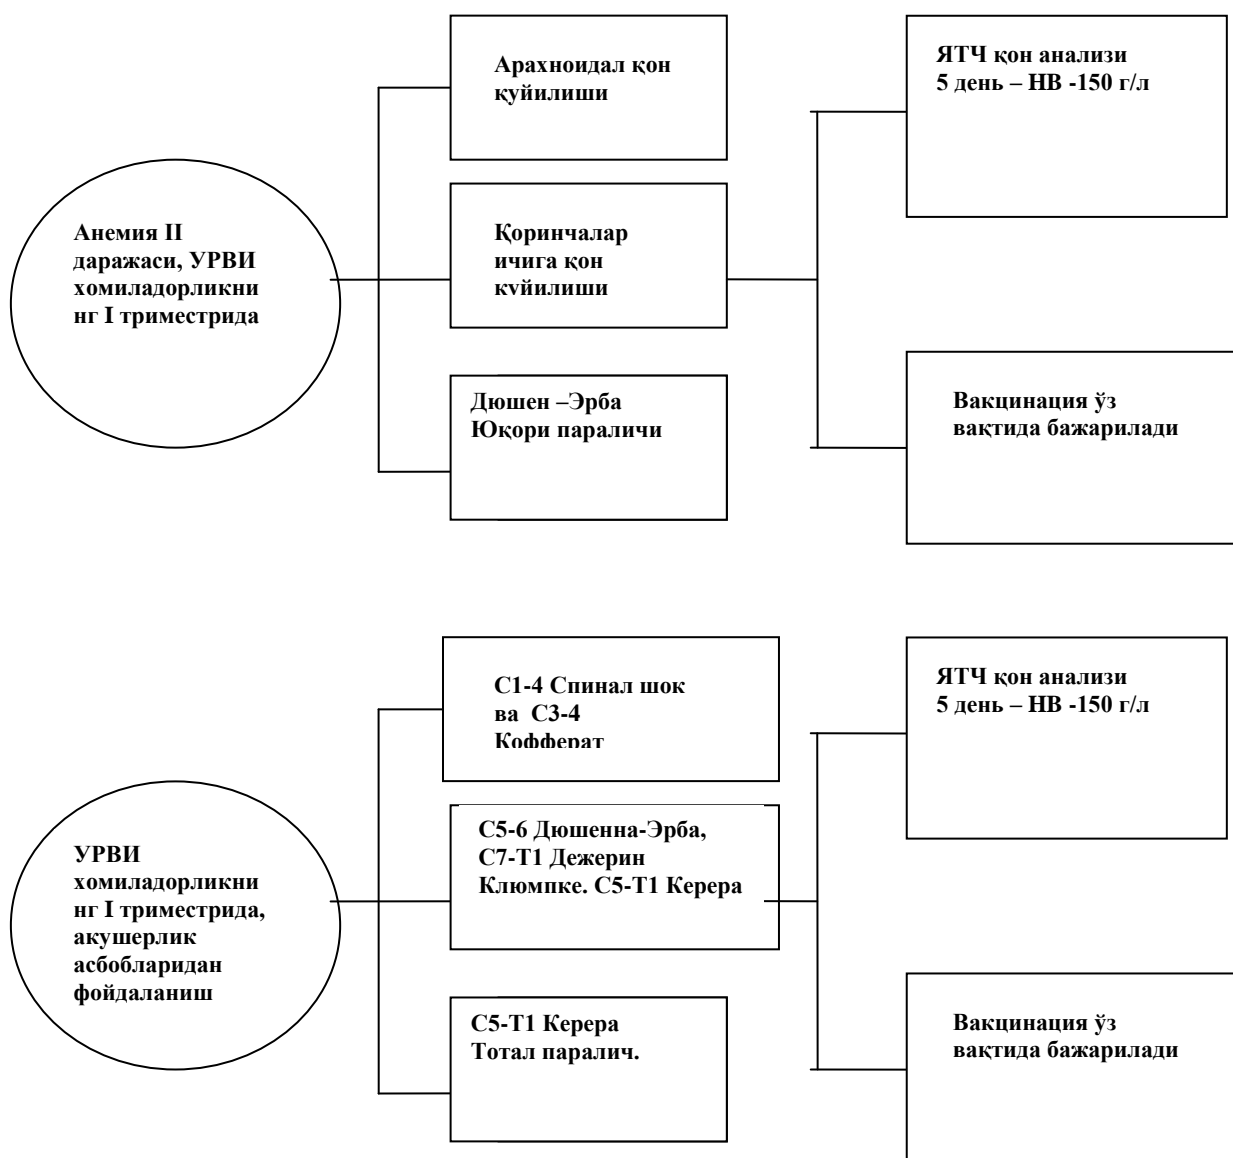 Анемия II
даражаси, УРВИ
хомиладорликни
нг I триместрида
Арахноидал қон
қуйилиши
Қоринчалар
ичига қон
қуйилиши
Дюшен –Эрба
Юқори параличи
ЯТЧ қон анализи
5 день – НВ -150 г/л
Вакцинация ўз
вақтида бажарилади
УРВИ
хомиладорликни
нг I триместрида,
акушерлик
асбобларидан
фойдаланиш
С1-4 Спинал шок
ва С3-4
Кофферат
С5-6 Дюшенна-Эрба,
С7-Т1 Дежерин
Клюмпке. С5-Т1 Керера
С5-Т1 Керера
Тотал паралич.
ЯТЧ қон анализи
5 день – НВ -150 г/л
Вакцинация ўз
вақтида бажарилади